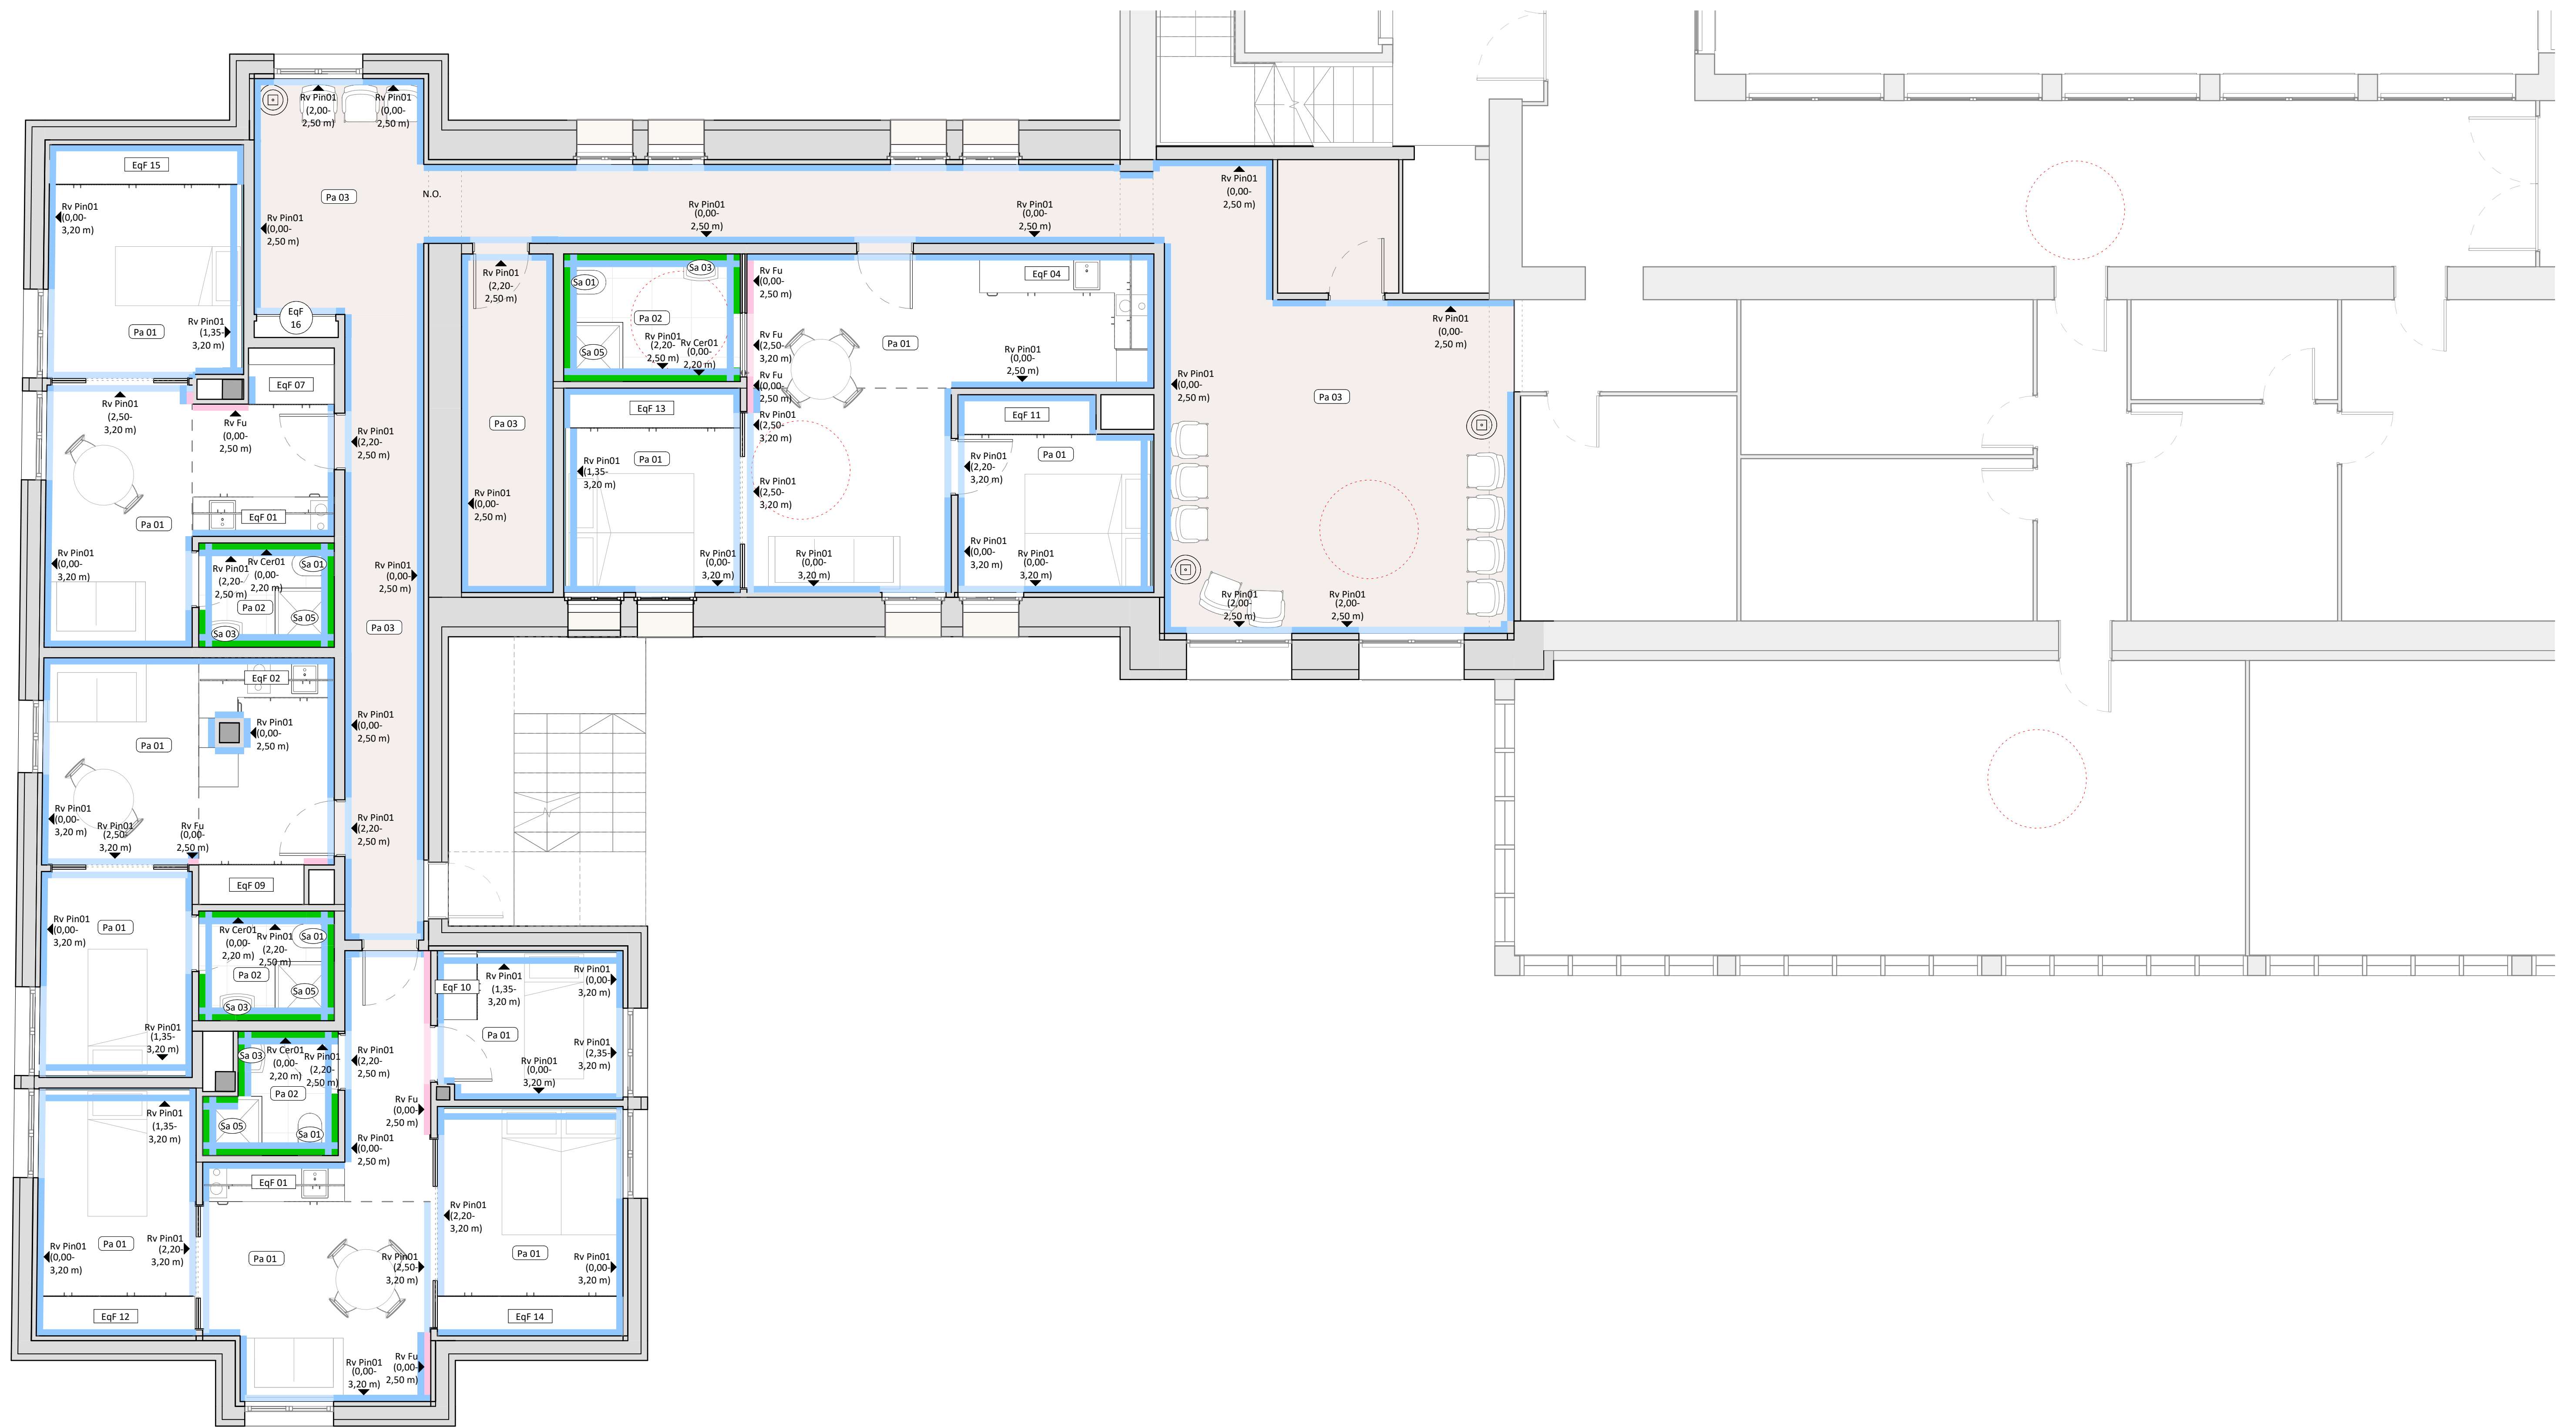 Rv Pin01
(2,00-
2,50 m)
Rv Pin01
(0,00-
2,50 m)
EqF 15
Rv Pin01
(0,00-
3,20 m)
Pa 03
N.O.
Rv Pin01
(0,00-
2,50 m)
Rv Pin01
(0,00-
2,50 m)
Rv Pin01
(0,00-
2,50 m)
Rv Pin01
(0,00-
2,50 m)
EqF
16
Pa 01
Rv Pin01
(1,35-
3,20 m)
Rv Pin01
(2,20-
2,50 m)
Sa 01
Sa 03
Pa 02
Rv Pin01
(2,20-
2,50 m)
Rv Cer01
(0,00-
2,20 m)
Sa 05
Rv Fu
(0,00-
2,50 m)
Rv Fu
(2,50-
3,20 m)
Rv Fu
(0,00-
2,50 m)
Rv Pin01
(2,50-
3,20 m)
EqF 04
Pa 01
Rv Pin01
(0,00-
2,50 m)
Rv Pin01
(0,00-
2,50 m)
Rv Pin01
(0,00-
2,50 m)
Pa 03
EqF 07
Rv Pin01
(2,50-
3,20 m)
Rv Fu
(0,00-
2,50 m)
Rv Pin01
(2,20-
2,50 m)
Pa 03
EqF 13
Pa 01
Rv Pin01
(1,35-
3,20 m)
EqF 11
Pa 01
Rv Pin01
(2,20-
3,20 m)
Rv Pin01
(2,50-
3,20 m)
Rv Pin01
(0,00-
2,50 m)
Pa 01
EqF 01
Rv Pin01
(0,00-
3,20 m)
Rv Pin01
(2,20-
2,50 m)
Rv Cer01
(0,00-
2,20 m)
Sa 01
Pa 02
Sa 05
Sa 03
Rv Pin01
(0,00-
2,50 m)
Pa 03
Rv Pin01
(0,00-
3,20 m)
Rv Pin01
(0,00-
3,20 m)
Rv Pin01
(0,00-
3,20 m)
Rv Pin01
(0,00-
3,20 m)
Rv Pin01
(2,00-
2,50 m)
Rv Pin01
(2,00-
2,50 m)
EqF 02
Pa 01
Rv Pin01
(0,00-
2,50 m)
Rv Pin01
(0,00-
2,50 m)
Rv Pin01
(0,00-
3,20 m)
Rv Pin01
(2,50-
3,20 m)
Rv Fu
(0,00-
2,50 m)
Rv Pin01
(2,20-
2,50 m)
EqF 09
Rv Pin01
(0,00-
3,20 m)
Pa 01
Rv Cer01
(0,00-
2,20 m)
Rv Pin01
(2,20-
2,50 m)
Sa 01
Pa 02
Sa 05
Sa 03
Rv Pin01
(1,35-
3,20 m)
EqF 10
Rv Pin01
(1,35-
3,20 m)
Rv Pin01
(0,00-
3,20 m)
Pa 01
Rv Pin01
(2,35-
3,20 m)
Rv Pin01
(0,00-
3,20 m)
Sa 03
Rv Cer01
(0,00-
2,20 m)
Rv Pin01
(2,20-
2,50 m)
Pa 02
Sa 05
Sa 01
Rv Pin01
(2,20-
2,50 m)
Rv Fu
(0,00-
2,50 m)
Rv Pin01
(0,00-
2,50 m)
Rv Pin01
(1,35-
3,20 m)
EqF 01
Rv Pin01
(2,20-
3,20 m)
Pa 01
Rv Pin01
(0,00-
3,20 m)
Rv Pin01
(2,20-
3,20 m)
Pa 01
Rv Pin01
(2,50-
3,20 m)
Pa 01
Rv Pin01
(0,00-
3,20 m)
EqF 12
EqF 14
Rv Pin01
(0,00-
3,20 m)
Rv Fu
(0,00-
2,50 m)